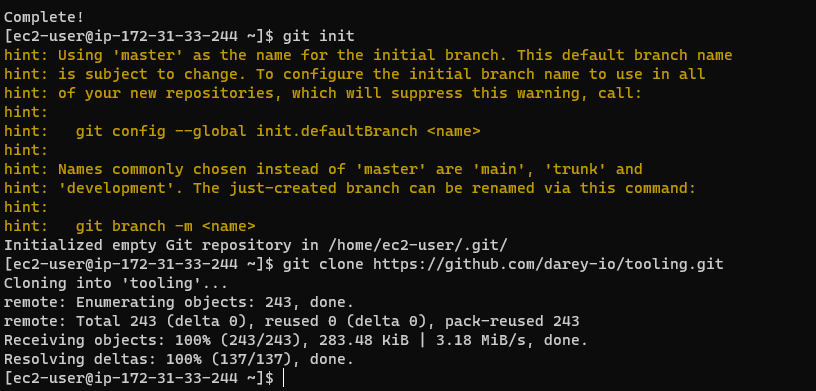 Complete!
[ec2-user@ip-172-31-33-244 ~]$ git init
hint: Using 'master' as the name for the initial branch. This default branch name
hint: is subject to change. To configure the initial branch name to use in all
hint: of your new repositories, which will suppress this warning, call:
hint:
hint:   git config --global init.defaultBranch <name>
hint:
hint: Names commonly chosen instead of 'master' are 'main', 'trunk' and
hint: 'development'. The just-created branch can be renamed via this command:
hint:
hint:   git branch -m <name>
Initialized empty Git repository in /home/ec2-user/.git/
[ec2-user@ip-172-31-33-244 ~]$ git clone https://github.com/darey-io/tooling.git
Cloning into 'tooling'...
remote: Enumerating objects: 243, done.
remote: Total 243 (delta 0), reused 0 (delta 0), pack-reused 243
Receiving objects: 100% (243/243), 283.48 KiB | 3.18 MiB/s, done.
Resolving deltas: 100% (137/137), done.
[ec2-user@ip-172-31-33-244 ~]$